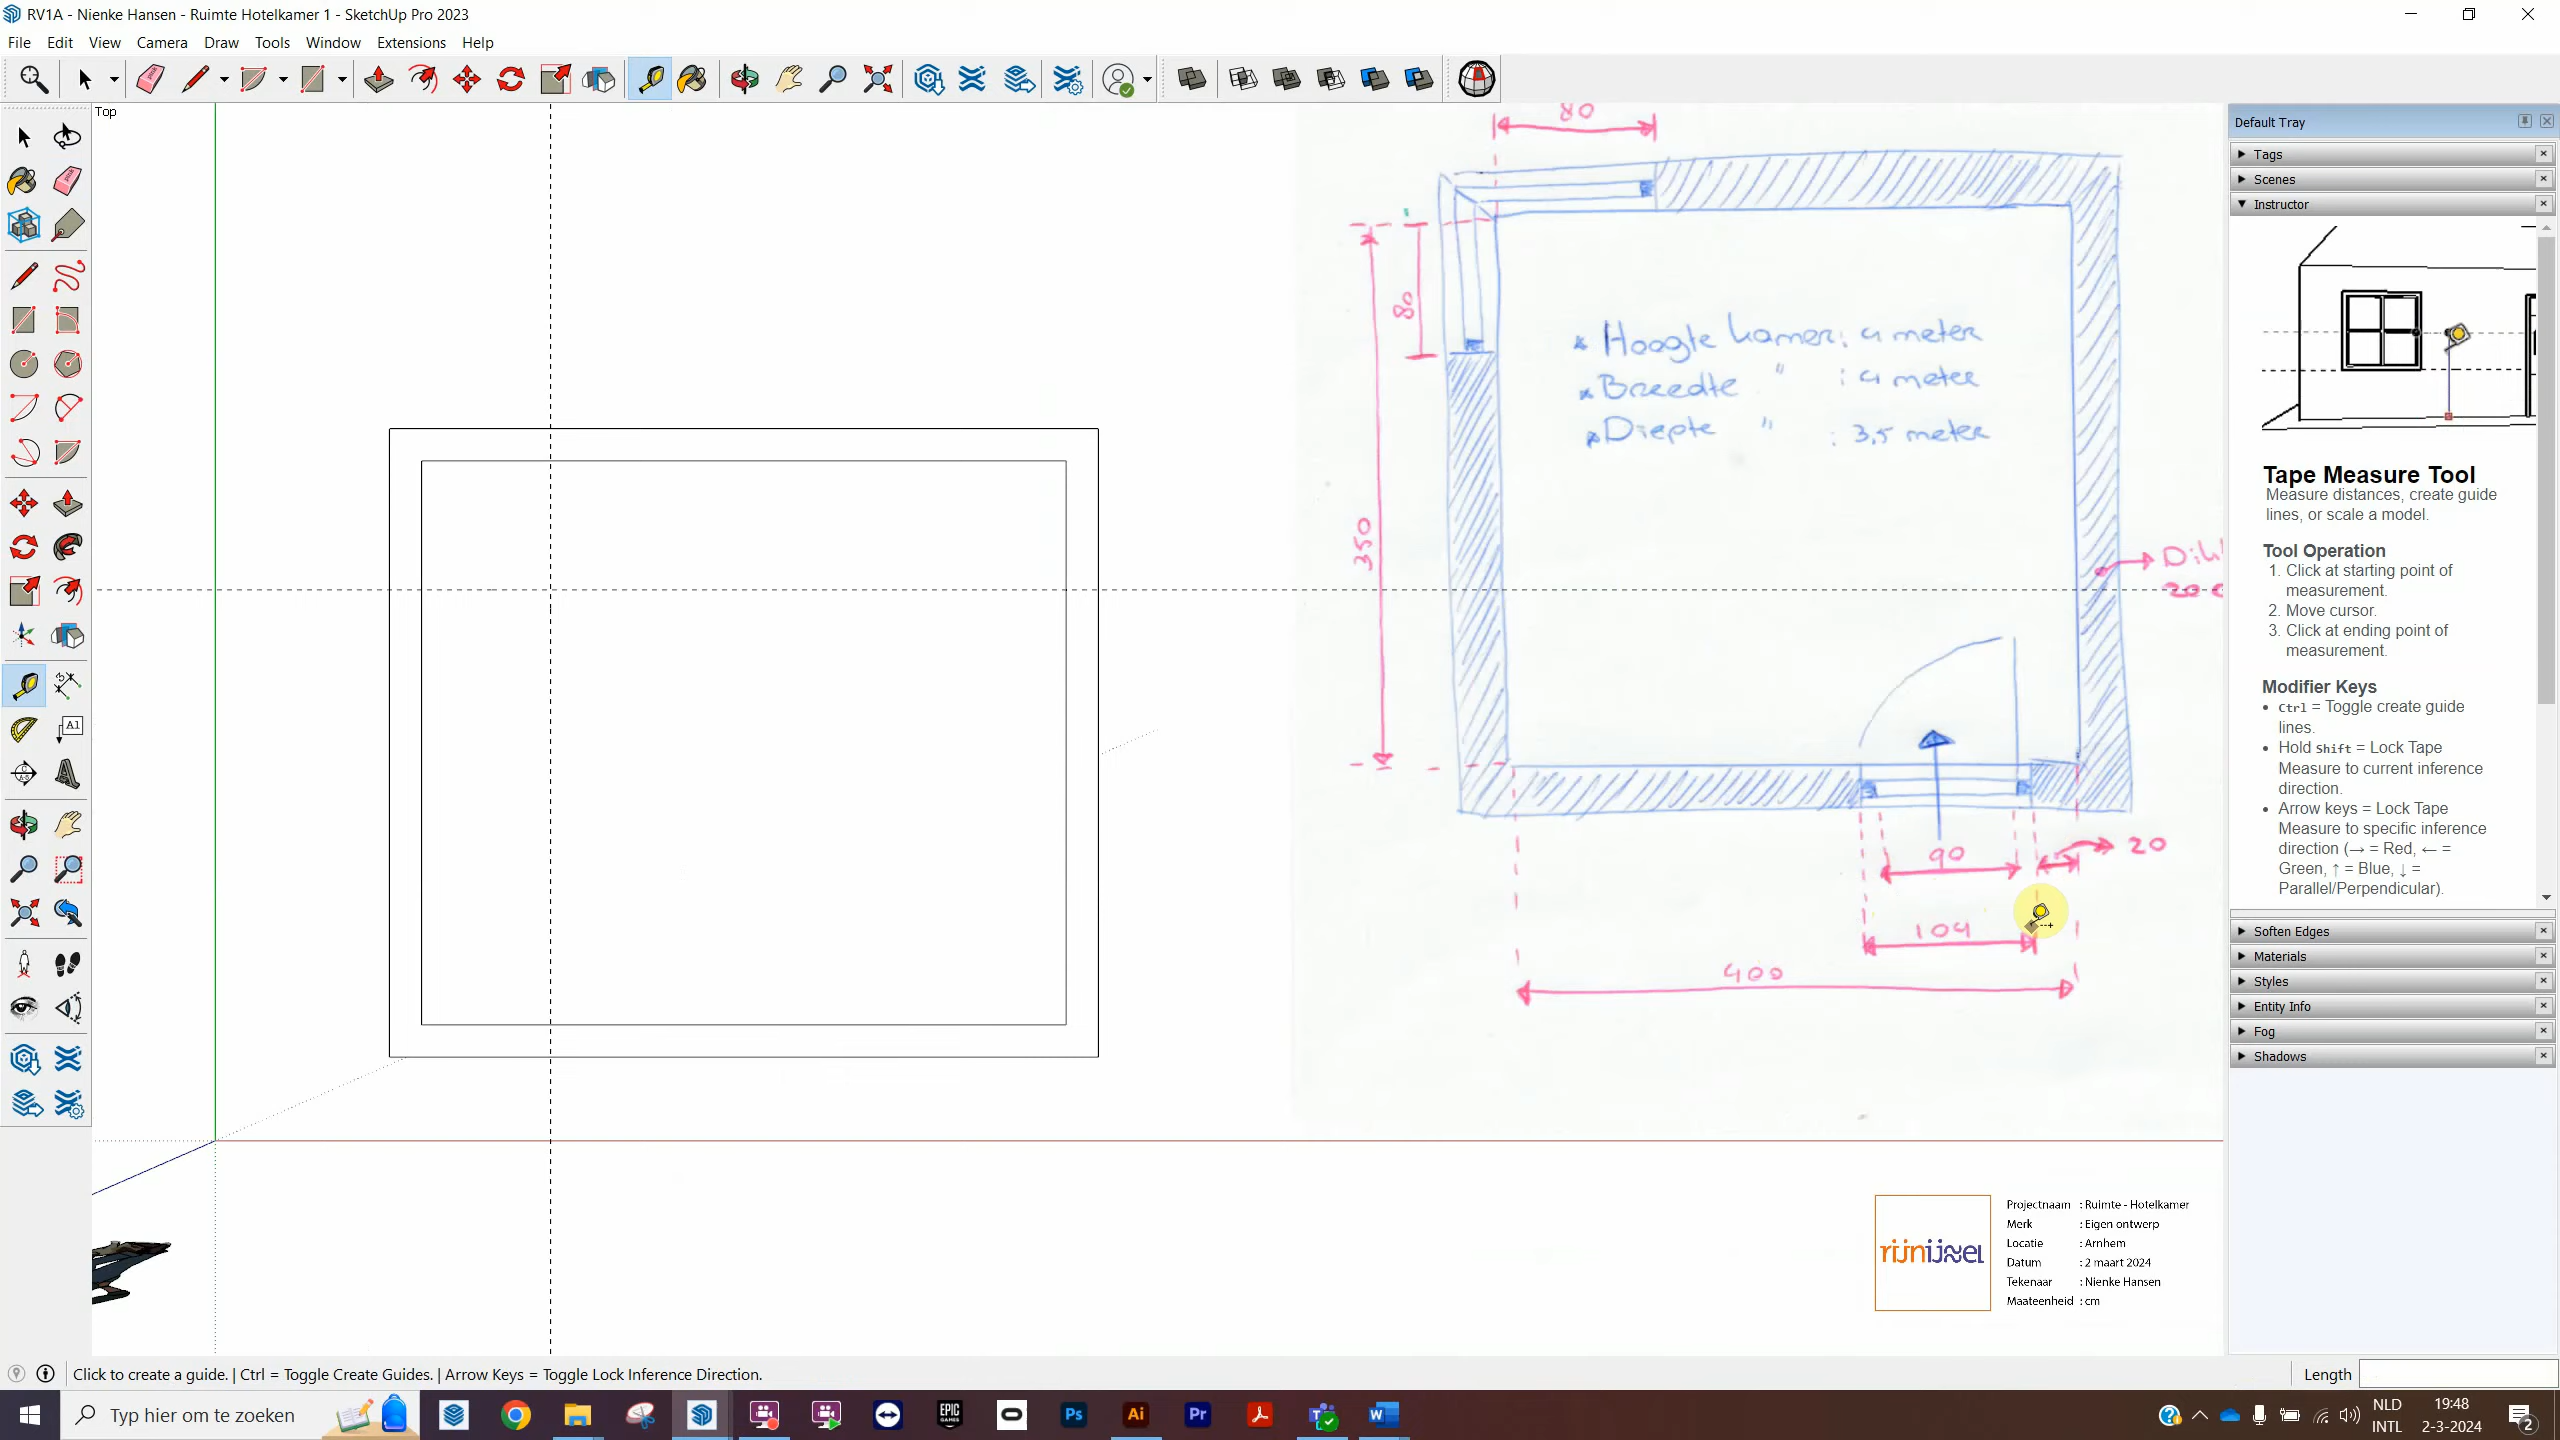 RV1A - Nienke Hansen - Ruimte Hotelkamer 1 - SketchUp Pro 2023
File Edit View Camera Draw Tools Window Extensions Help
Top
80
80
350
* Hoogte kamer : 4 meter
* Breedte " : 4 meter
* Diepte " : 3,5 meter
20
90
20
104
400
Default Tray
Tags
Scenes
Instructor
Tape Measure Tool
Measure distances, create guide
lines, or scale a model.
Tool Operation
1. Click at starting point of
measurement.
2. Move cursor.
3. Click at ending point of
measurement.
Modifier Keys
• Ctrl = Toggle create guide
lines.
• Hold Shift = Lock Tape
Measure to current inference
direction.
• Arrow keys = Lock Tape
Measure to specific inference
direction (→ = Red, ← =
Green, ↑ = Blue, ↓ =
Parallel/Perpendicular).
Soften Edges
Materials
Styles
Entity Info
Fog
Shadows
A1
rijnijssel
Projectnaam : Ruimte - Hotelkamer
Merk : Eigen ontwerp
Locatie : Arnhem
Datum : 2 maart 2024
Tekenaar : Nienke Hansen
Maateenheid : cm
Click to create a guide. | Ctrl = Toggle Create Guides. | Arrow Keys = Toggle Lock Inference Direction.
Length
Typ hier om te zoeken
EPIC GAMES
Ps
Ai
Pr
NLD
INTL
19:48
2-3-2024
2